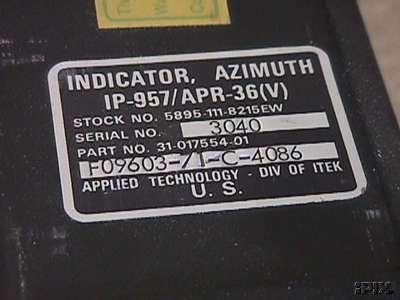 INDICATOR, AZIMUTH
IP-957/APR-36(V)
STOCK NO. 5895-111-8215EW
SERIAL NO. 3040
PART NO. 31-017554-01
F09603-71-C-4086
APPLIED TECHNOLOGY - DIV OF ITEK
U. S.
iPIX